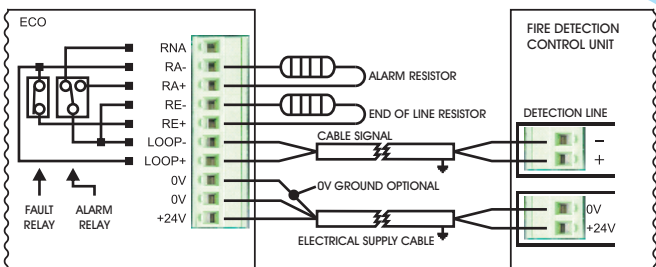 ECO
FIRE DETECTION
CONTROL UNIT
RNA
RA-
RA+
RE-
RE+
LOOP-
LOOP+
0V
0V
+24V
FAULT
RELAY
ALARM
RELAY
ALARM RESISTOR
END OF LINE RESISTOR
CABLE SIGNAL
0V GROUND OPTIONAL
ELECTRICAL SUPPLY CABLE
DETECTION LINE
-
+
0V
+24V